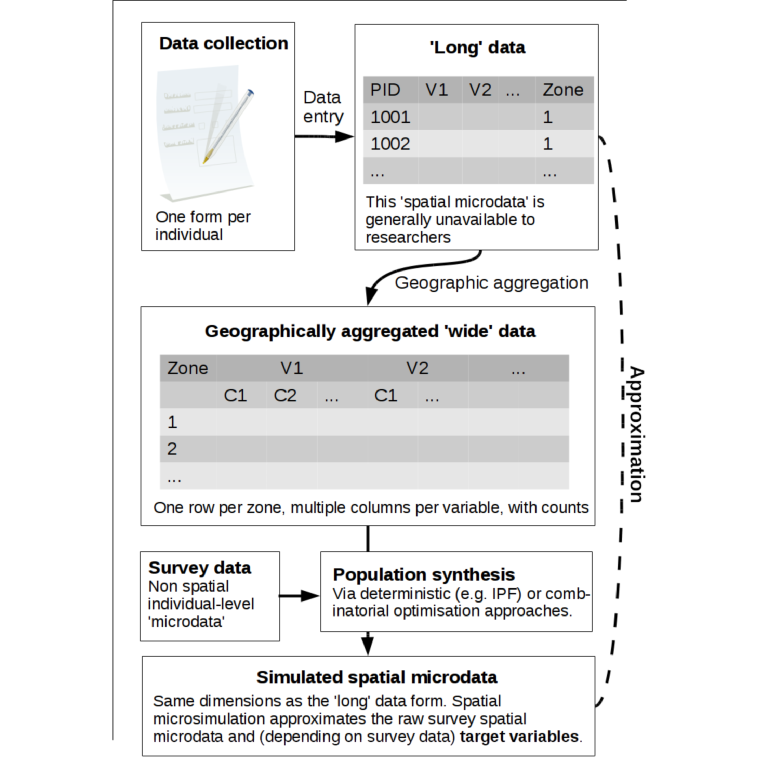 Data collection
One form per
individual
Data
entry
'Long' data
PID V1 V2 ... Zone
1001 1
1002 1
... ...
This 'spatial microdata' is
generally unavailable to
researchers
Geographic aggregation
Geographically aggregated 'wide' data
Zone V1 V2 ...
C1 C2 ... C1 ...
1
2
...
One row per zone, multiple columns per variable, with counts
Approximation
Survey data
Non spatial
individual-level
'microdata'
Population synthesis
Via deterministic (e.g. IPF) or comb-
inatorial optimisation approaches.
Simulated spatial microdata
Same dimensions as the 'long' data form. Spatial
microsimulation approximates the raw survey spatial
microdata and (depending on survey data) target variables.